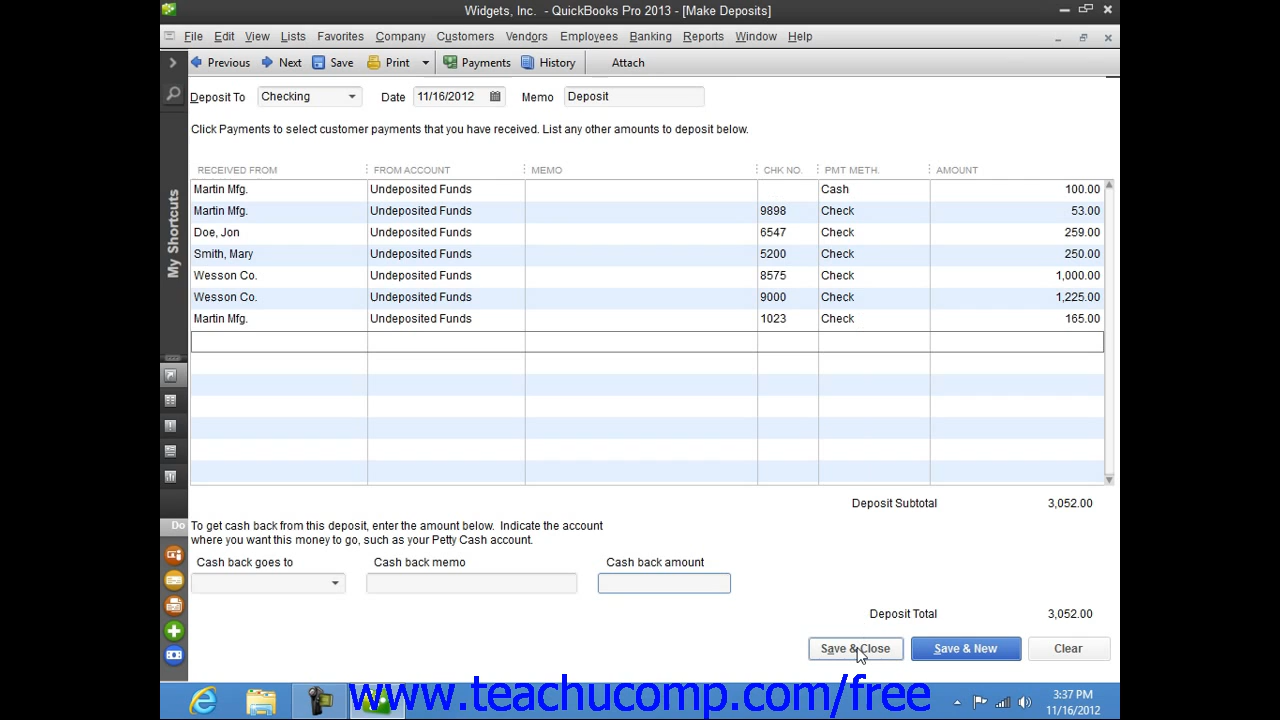 Widgets, Inc. - QuickBooks Pro 2013 - [Make Deposits]
File Edit View Lists Favorites Company Customers Vendors Employees Banking Reports Window Help
Previous Next Save Print Payments History Attach
Deposit To Checking Date 11/16/2012 Memo Deposit
Click Payments to select customer payments that you have received. List any other amounts to deposit below.
RECEIVED FROM FROM ACCOUNT MEMO CHK NO. PMT METH. AMOUNT
Martin Mfg. Undeposited Funds Cash 100.00
Martin Mfg. Undeposited Funds 9898 Check 53.00
Doe, Jon Undeposited Funds 6547 Check 259.00
Smith, Mary Undeposited Funds 5200 Check 250.00
Wesson Co. Undeposited Funds 8575 Check 1,000.00
Wesson Co. Undeposited Funds 9000 Check 1,225.00
Martin Mfg. Undeposited Funds 1023 Check 165.00
My Shortcuts
Deposit Subtotal 3,052.00
Do
To get cash back from this deposit, enter the amount below. Indicate the account
where you want this money to go, such as your Petty Cash account.
Cash back goes to Cash back memo Cash back amount
Deposit Total 3,052.00
Save & Close Save & New Clear
www.teachucomp.com/free
3:37 PM
11/16/2012